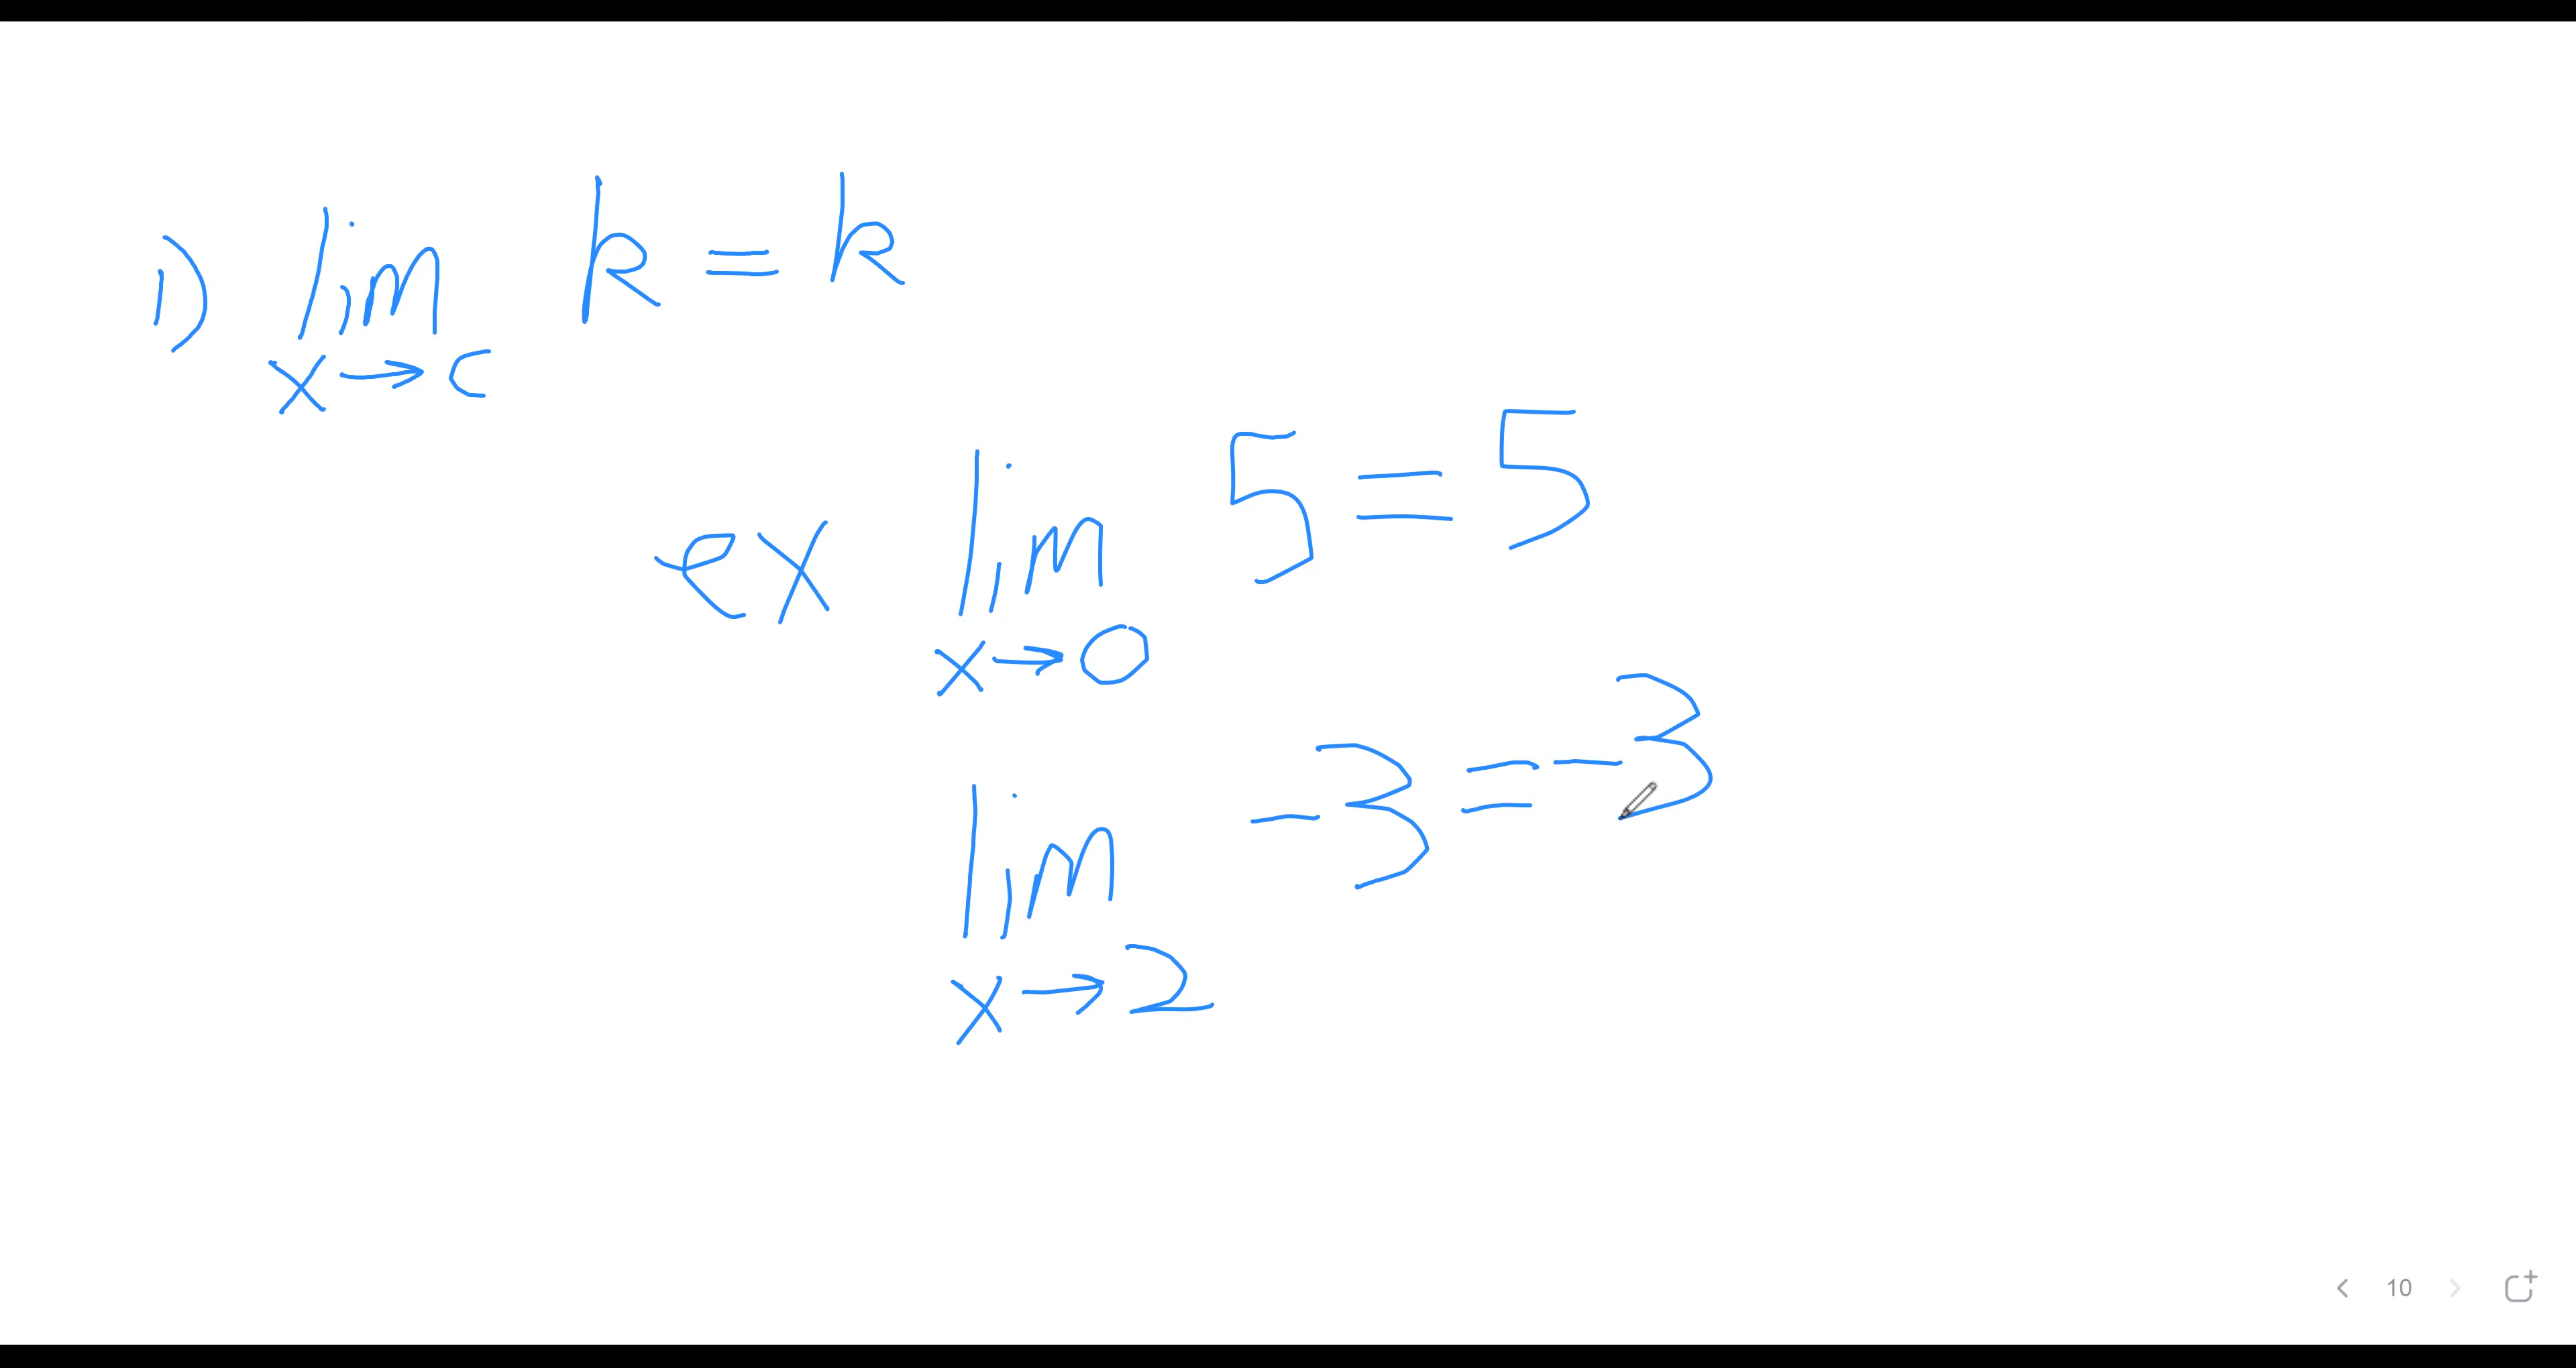 1) lim k = k
x→c
ex lim 5 = 5
x→0
lim -3 = -3
x→2
10